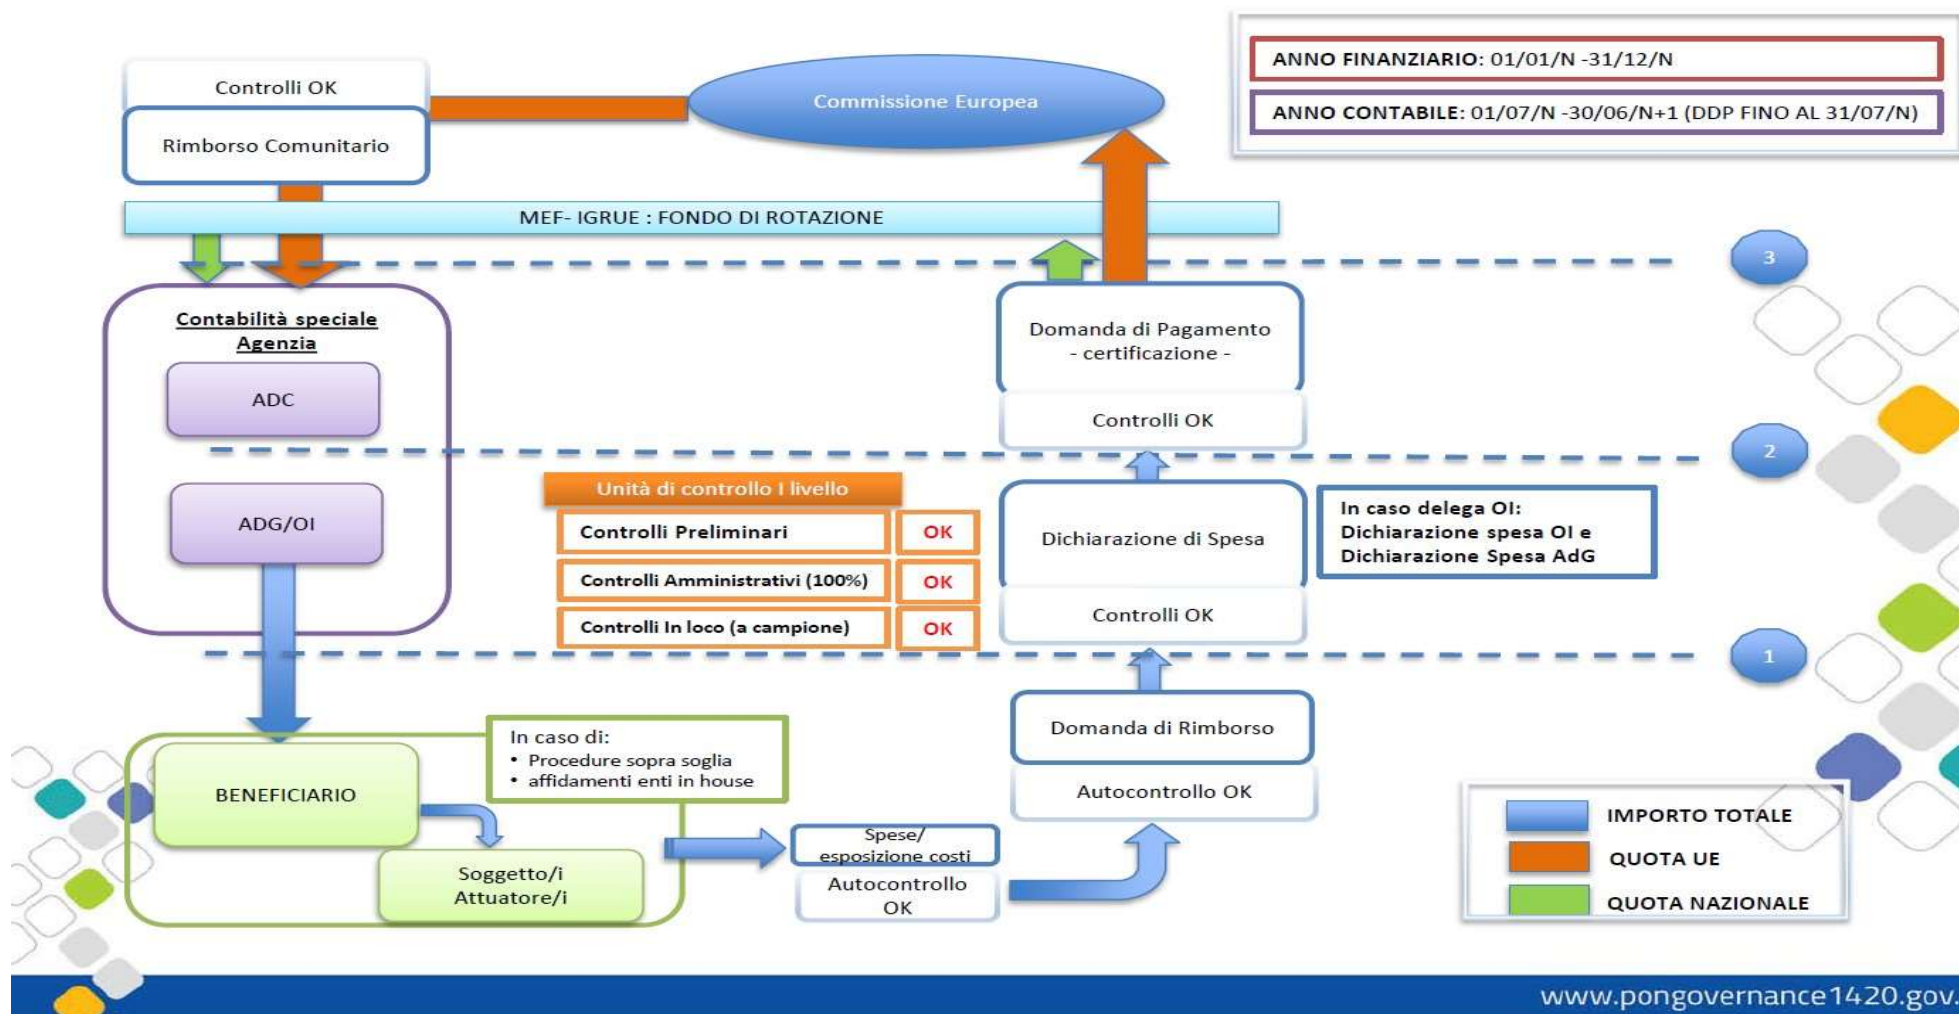 Controlli OK
Rimborso Comunitario
Commissione Europea
ANNO FINANZIARIO: 01/01/N -31/12/N
ANNO CONTABILE: 01/07/N -30/06/N+1 (DDP FINO AL 31/07/N)
MEF- IGRUE : FONDO DI ROTAZIONE
3
Contabilità speciale
Agenzia
ADC
ADG/OI
Domanda di Pagamento
- certificazione -
Controlli OK
2
Unità di controllo I livello
Controlli Preliminari OK
Controlli Amministrativi (100%) OK
Controlli In loco (a campione) OK
Dichiarazione di Spesa
Controlli OK
In caso delega OI:
Dichiarazione spesa OI e
Dichiarazione Spesa AdG
1
Domanda di Rimborso
Autocontrollo OK
In caso di:
• Procedure sopra soglia
• affidamenti enti in house
BENEFICIARIO
Soggetto/i
Attuatore/i
Spese/
esposizione costi
Autocontrollo
OK
IMPORTO TOTALE
QUOTA UE
QUOTA NAZIONALE
www.pongovernance1420.gov.